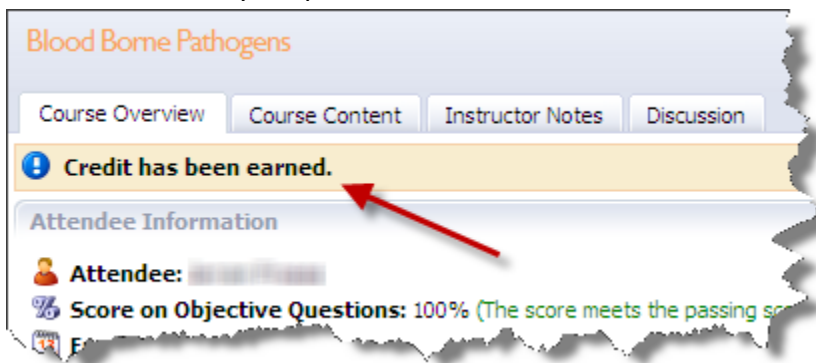 Blood Borne Pathogens
Course Overview Course Content Instructor Notes Discussion
Credit has been earned.
Attendee Information
Attendee:
Score on Objective Questions: 100% (The score meets the passing